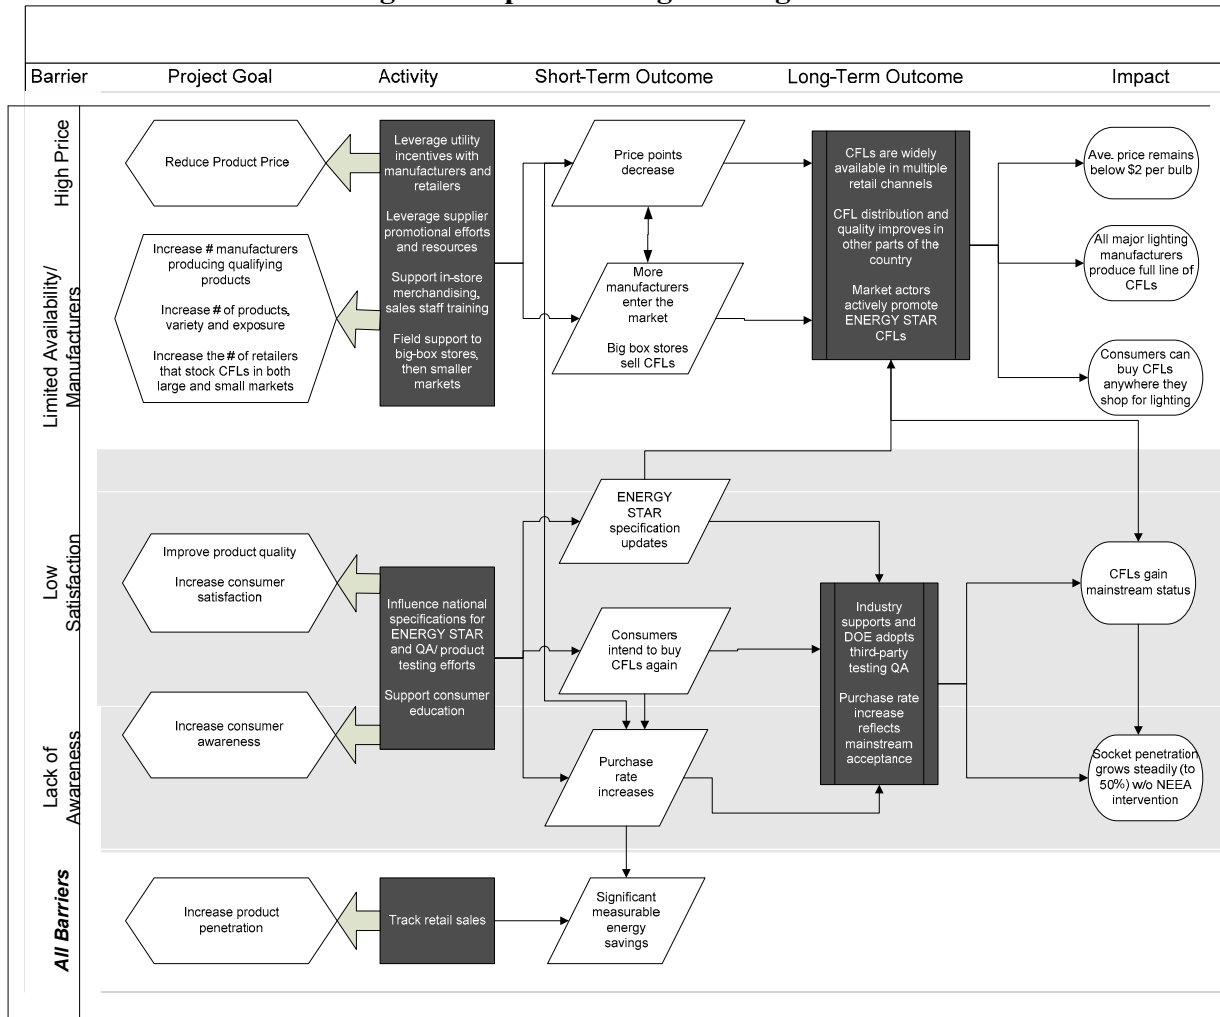 Barrier
Project Goal
Activity
Short-Term Outcome
Long-Term Outcome
Impact
High Price
Reduce Product Price
Leverage utility
incentives with
manufacturers and
retailers
Leverage supplier
promotional efforts
and resources
Support in-store
merchandising,
sales staff training
Field support to
big-box stores,
then smaller
markets
Price points
decrease
CFLs are widely
available in multiple
retail channels
CFL distribution and
quality improves in
other parts of the
country
Market actors
actively promote
ENERGY STAR
CFLs
Ave. price remains
below $2 per bulb
Limited Availability/
Manufacturers
Increase # manufacturers
producing qualifying
products
Increase # of products,
variety and exposure
Increase the # of retailers
that stock CFLs in both
large and small markets
More
manufacturers
enter the
market
Big box stores
sell CFLs
All major lighting
manufacturers
produce full line of
CFLs
Consumers can
buy CFLs
anywhere they
shop for lighting
Low
Satisfaction
Improve product quality
Increase consumer
satisfaction
Influence national
specifications for
ENERGY STAR
and QA/ product
testing efforts
Support consumer
education
ENERGY
STAR
specification
updates
Consumers
intend to buy
CFLs again
Industry
supports and
DOE adopts
third-party
testing QA
Purchase rate
increase
reflects
mainstream
acceptance
CFLs gain
mainstream status
Lack of
Awareness
Increase consumer
awareness
Purchase
rate
increases
Socket penetration
grows steadily (to
50%) w/o NEEA
intervention
All Barriers
Increase product
penetration
Track retail sales
Significant
measurable
energy
savings